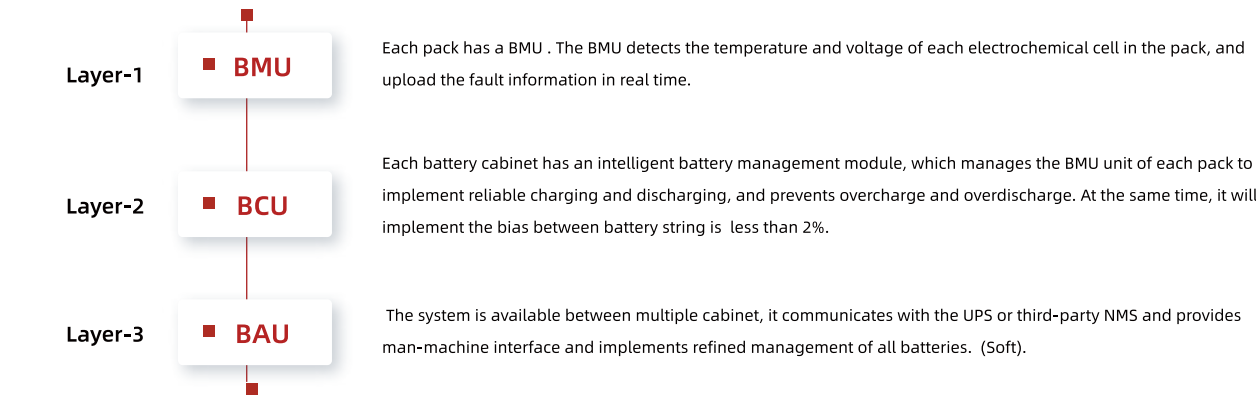 Layer-1
BMU
Each pack has a BMU . The BMU detects the temperature and voltage of each electrochemical cell in the pack, and
upload the fault information in real time.
Layer-2
BCU
Each battery cabinet has an intelligent battery management module, which manages the BMU unit of each pack to
implement reliable charging and discharging, and prevents overcharge and overdischarge. At the same time, it will
implement the bias between battery string is  less than 2%.
Layer-3
BAU
The system is available between multiple cabinet, it communicates with the UPS or third-party NMS and provides
man-machine interface and implements refined management of all batteries.  (Soft).